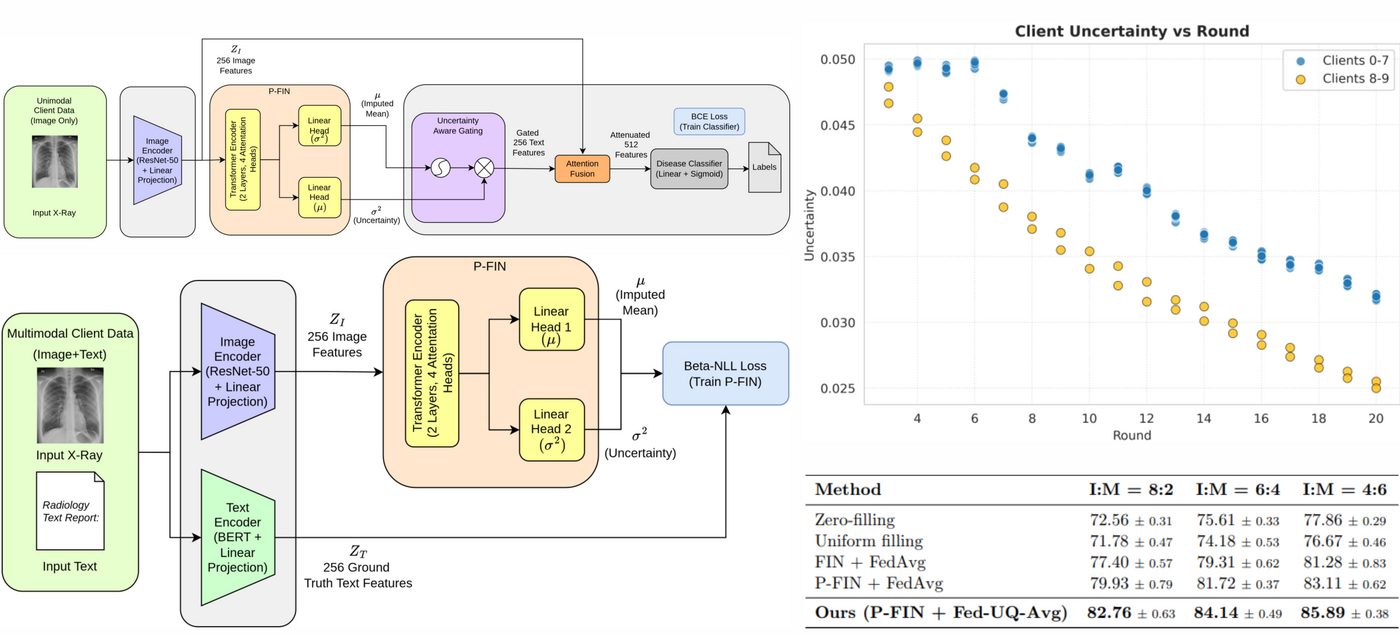 Z_I
256 Image
Features
Unimodal
Client Data
(Image Only)
Input X-Ray
Image
Encoder
(ResNet-50
+ Linear
Projection)
P-FIN
Transformer Encoder
(2 Layers, 4 Attentation
Heads)
Linear
Head
(σ²)
Linear
Head
(μ)
μ
(Imputed
Mean)
σ²
(Uncertainty)
Uncertainty
Aware Gating
Gated
256 Text
Features
Attention
Fusion
Attenuated
512
Features
BCE Loss
(Train Classifier)
Disease Classifier
(Linear + Sigmoid)
Labels
Multimodal Client Data
(Image+Text)
Input X-Ray
Radiology
Text Report:
Input Text
Image
Encoder
(ResNet-50
+ Linear
Projection)
Text
Encoder
(BERT +
Linear
Projection)
Z_I
256 Image
Features
Z_T
256 Ground
Truth Text Features
P-FIN
Transformer Encoder
(2 Layers, 4 Attentation
Heads)
Linear
Head 1
(μ)
Linear
Head 2
(σ²)
μ
(Imputed
Mean)
σ²
(Uncertainty)
Beta-NLL Loss
(Train P-FIN)
Client Uncertainty vs Round
Clients 0-7
Clients 8-9
Uncertainty
0.050
0.045
0.040
0.035
0.030
0.025
4 6 8 10 12 14 16 18 20
Round
Method I:M = 8:2 I:M = 6:4 I:M = 4:6
Zero-filling 72.56 ± 0.31 75.61 ± 0.33 77.86 ± 0.29
Uniform filling 71.78 ± 0.47 74.18 ± 0.53 76.67 ± 0.46
FIN + FedAvg 77.40 ± 0.57 79.31 ± 0.62 81.28 ± 0.83
P-FIN + FedAvg 79.93 ± 0.79 81.72 ± 0.37 83.11 ± 0.62
Ours (P-FIN + Fed-UQ-Avg) 82.76 ± 0.63 84.14 ± 0.49 85.89 ± 0.38